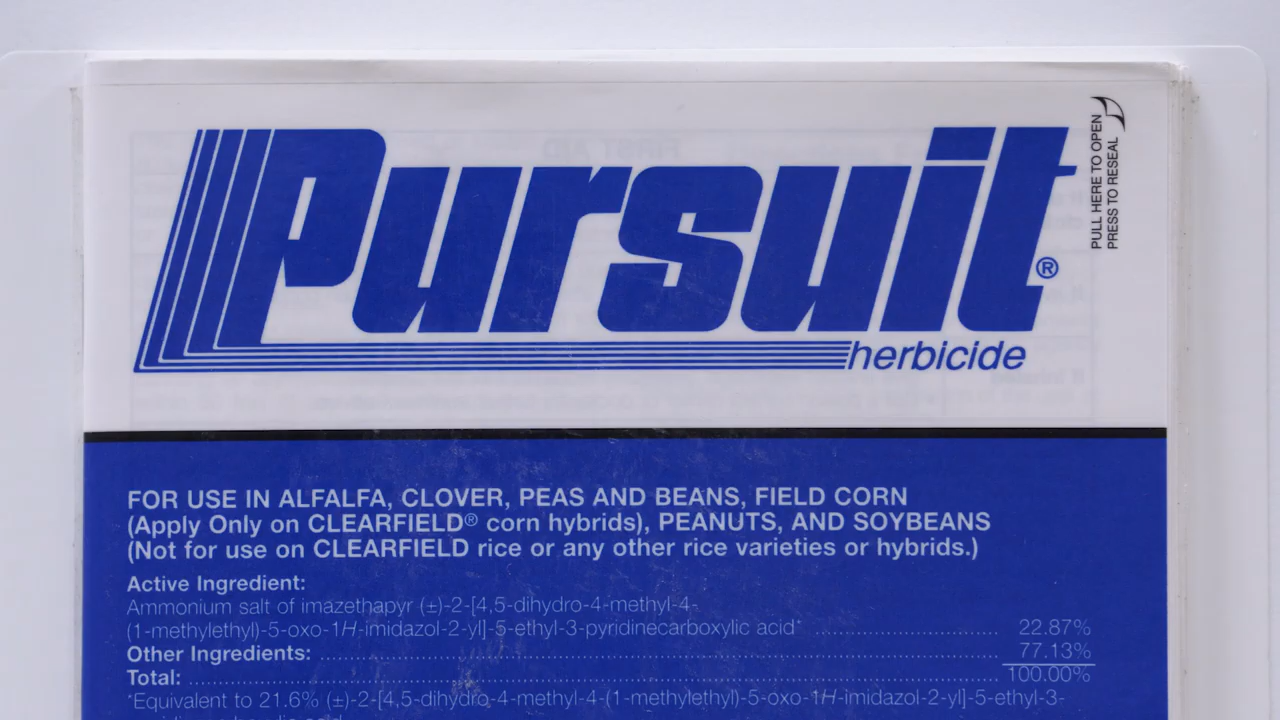 Pursuit®
herbicide
PULL HERE TO OPEN
PRESS TO RESEAL
FOR USE IN ALFALFA, CLOVER, PEAS AND BEANS, FIELD CORN
(Apply Only on CLEARFIELD® corn hybrids), PEANUTS, AND SOYBEANS
(Not for use on CLEARFIELD rice or any other rice varieties or hybrids.)
Active Ingredient:
Ammonium salt of imazethapyr (±)-2-[4,5-dihydro-4-methyl-4-
(1-methylethyl)-5-oxo-1H-imidazol-2-yl]-5-ethyl-3-pyridinecarboxylic acid* ........................................ 22.87%
Other Ingredients: ........................................ 77.13%
Total: ........................................ 100.00%
*Equivalent to 21.6% (±)-2-[4,5-dihydro-4-methyl-4-(1-methylethyl)-5-oxo-1H-imidazol-2-yl]-5-ethyl-3-